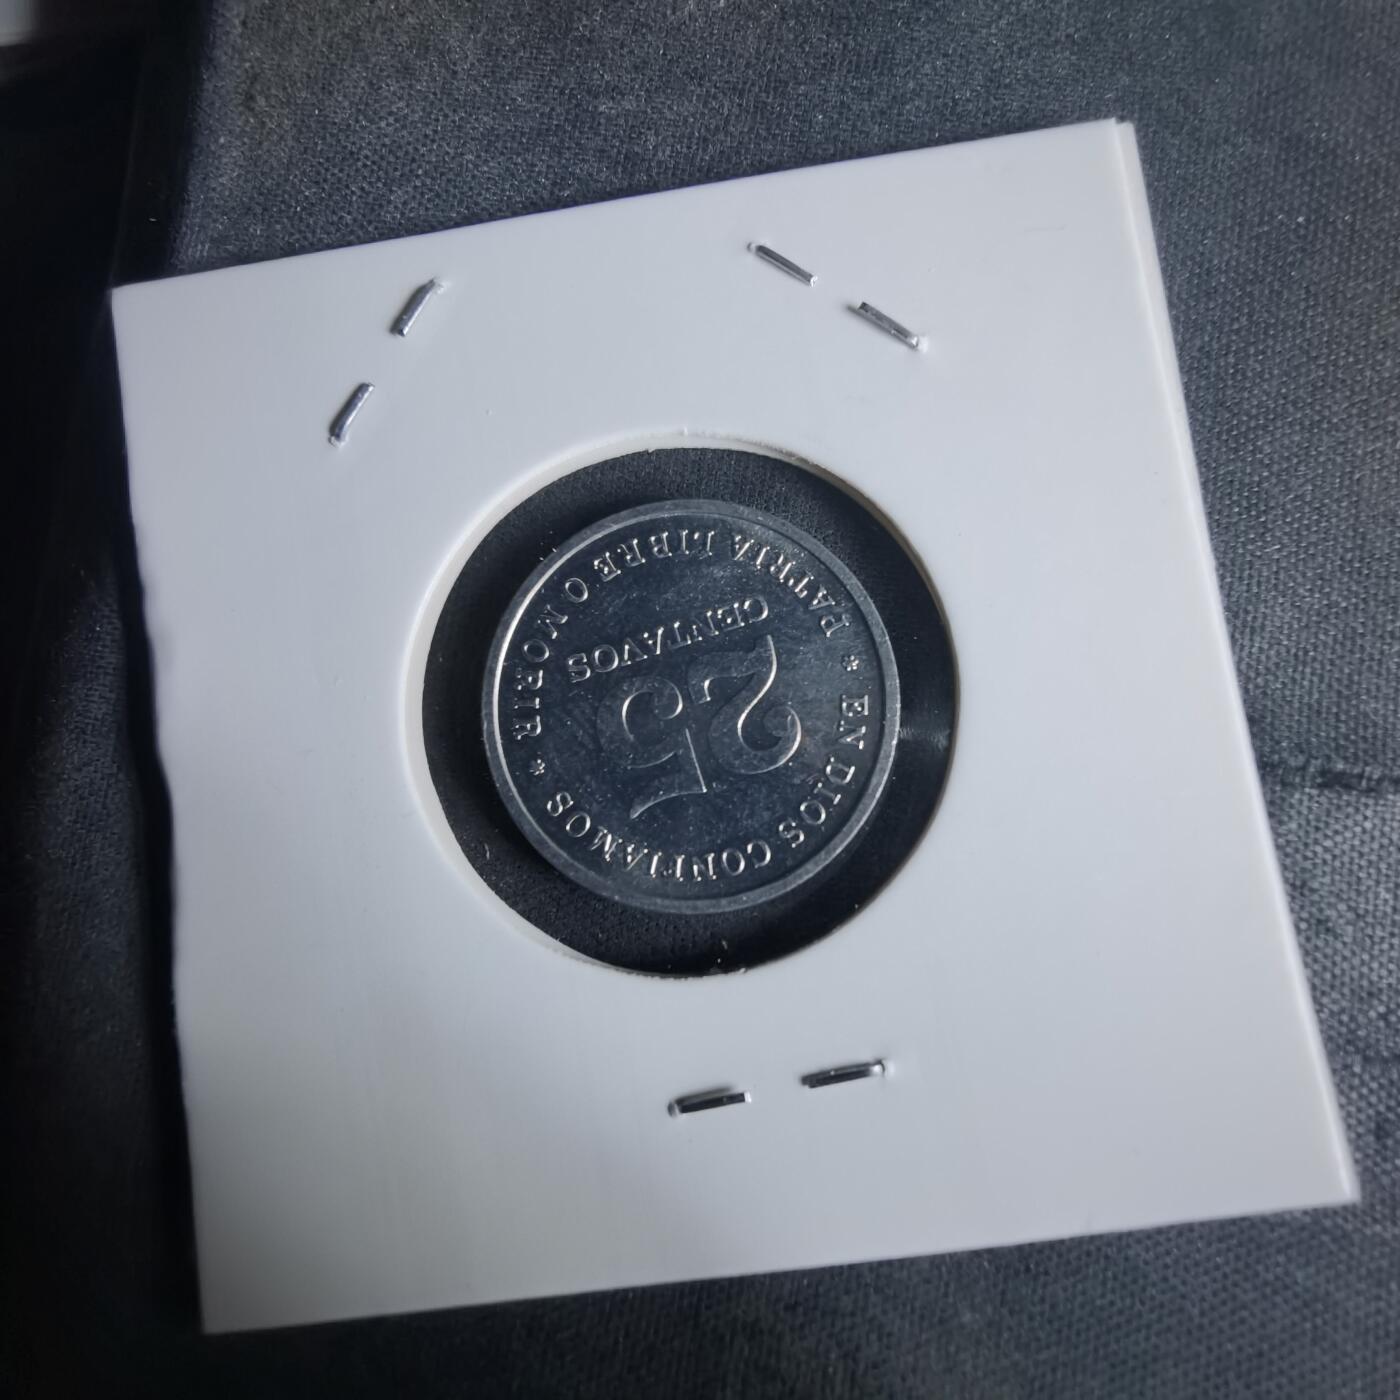 EN DIOS CONFIAMOS
25
CENTAVOS
* PATRIA LIBRE O MORIR *